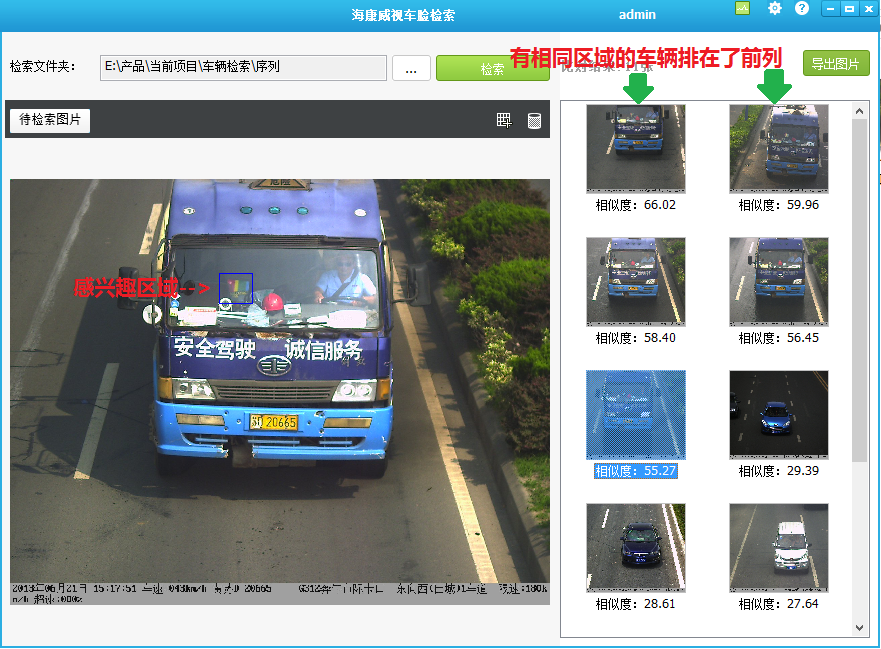 海康威视车脸检索
admin
检索文件夹：
E:\产品\当前项目\车辆检索\序列
...
检索
有相同区域的车辆排在了前列
导出图片
待检索图片
危险
感兴趣区域-->
安全驾驶 诚信服务
20665
2013年06月21日 15:17:51 车速 043km/h
20665
相似度：66.02
相似度：59.96
相似度：58.40
相似度：56.45
相似度：55.27
相似度：29.39
相似度：28.61
相似度：27.64